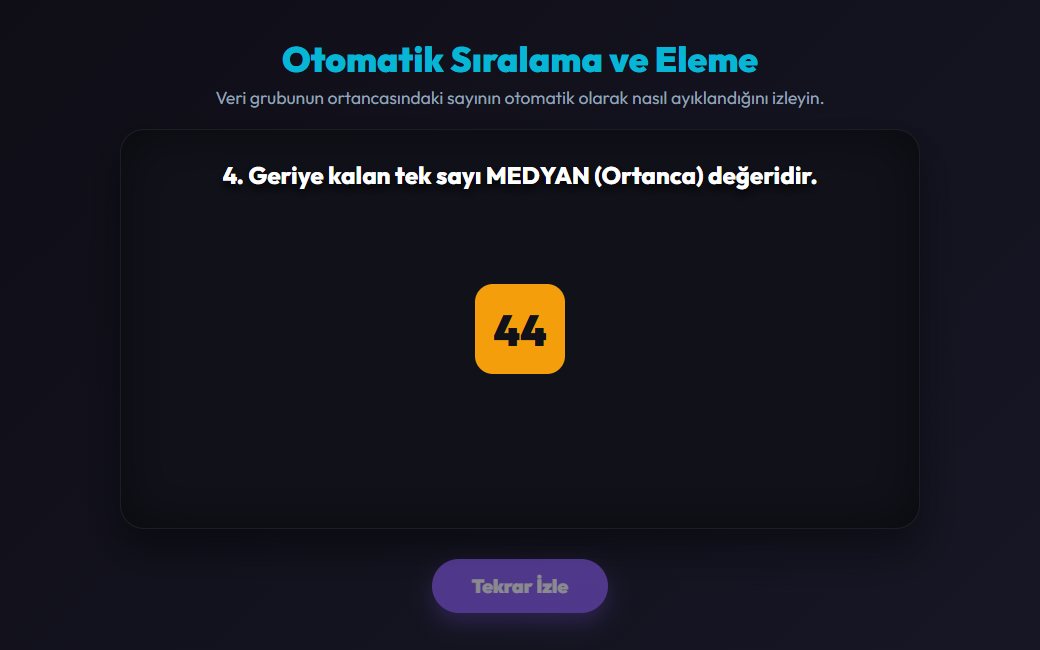 Otomatik Sıralama ve Eleme
Veri grubunun ortancasındaki sayının otomatik olarak nasıl ayıklandığını izleyin.
4. Geriye kalan tek sayı MEDYAN (Ortanca) değeridir.
44
Tekrar İzle